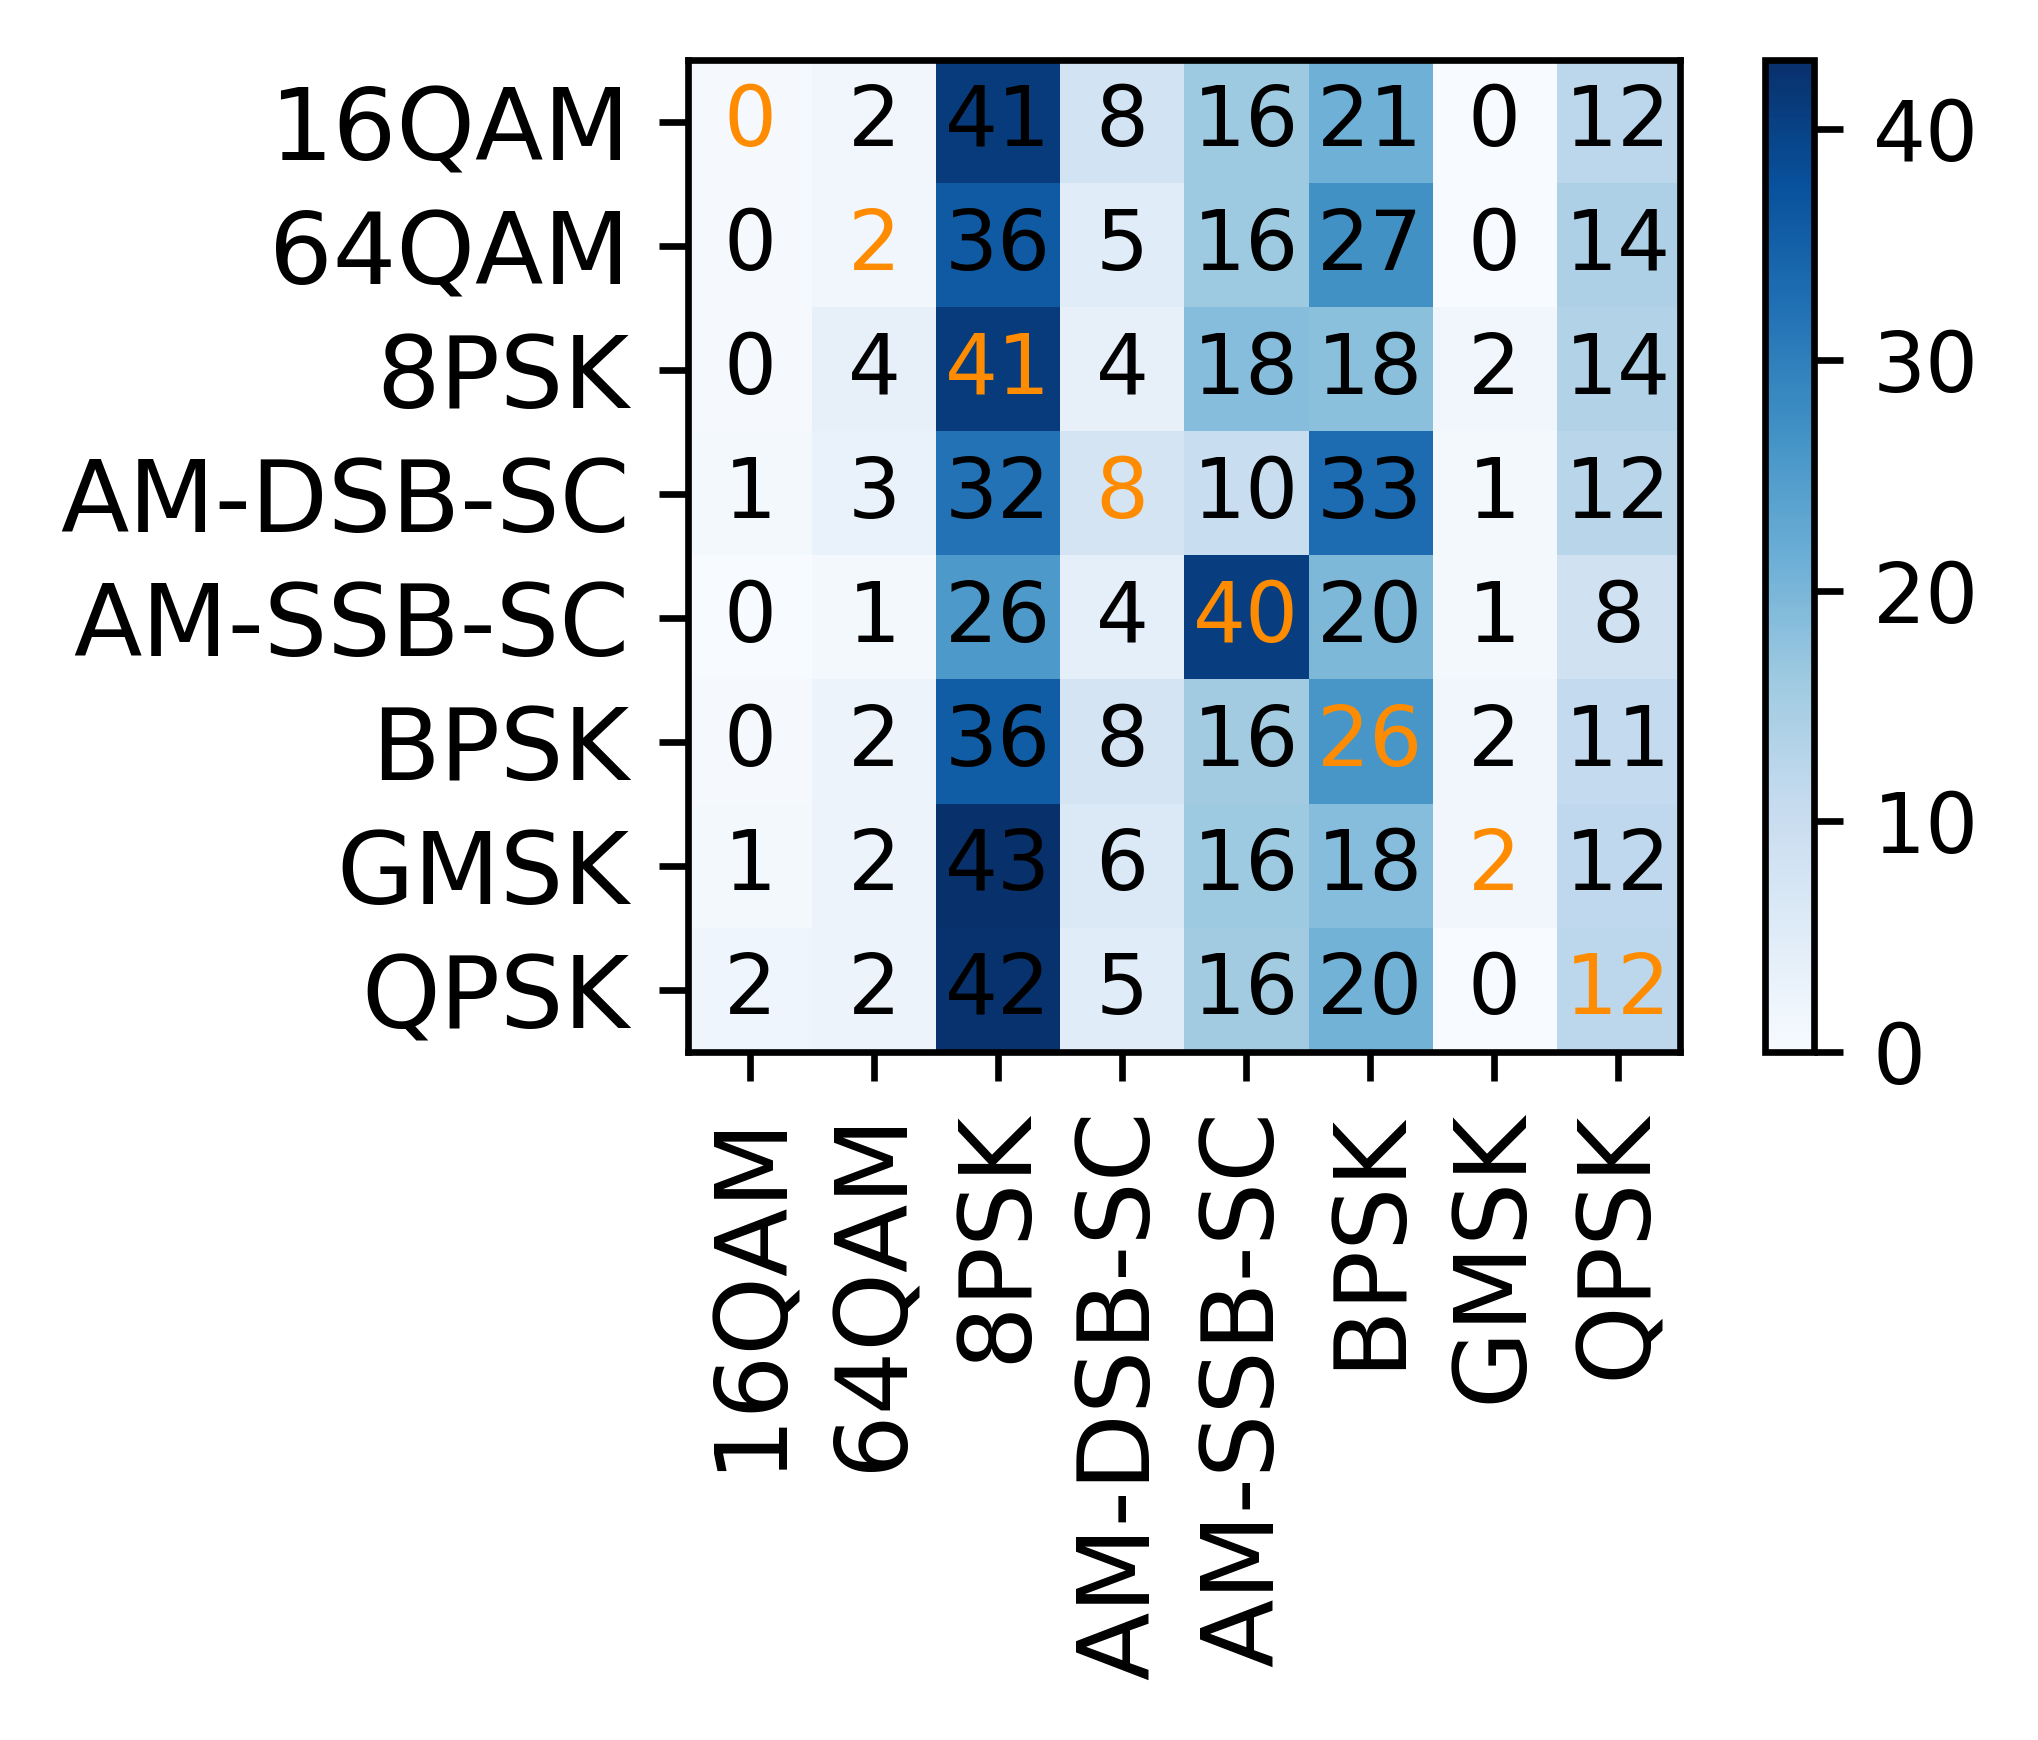 16QAM 0 2 41 8 16 21 0 12
64QAM 0 2 36 5 16 27 0 14
8PSK 0 4 41 4 18 18 2 14
AM-DSB-SC 1 3 32 8 10 33 1 12
AM-SSB-SC 0 1 26 4 40 20 1 8
BPSK 0 2 36 8 16 26 2 11
GMSK 1 2 43 6 16 18 2 12
QPSK 2 2 42 5 16 20 0 12
16QAM
64QAM
8PSK
AM-DSB-SC
AM-SSB-SC
BPSK
GMSK
QPSK
40
30
20
10
0